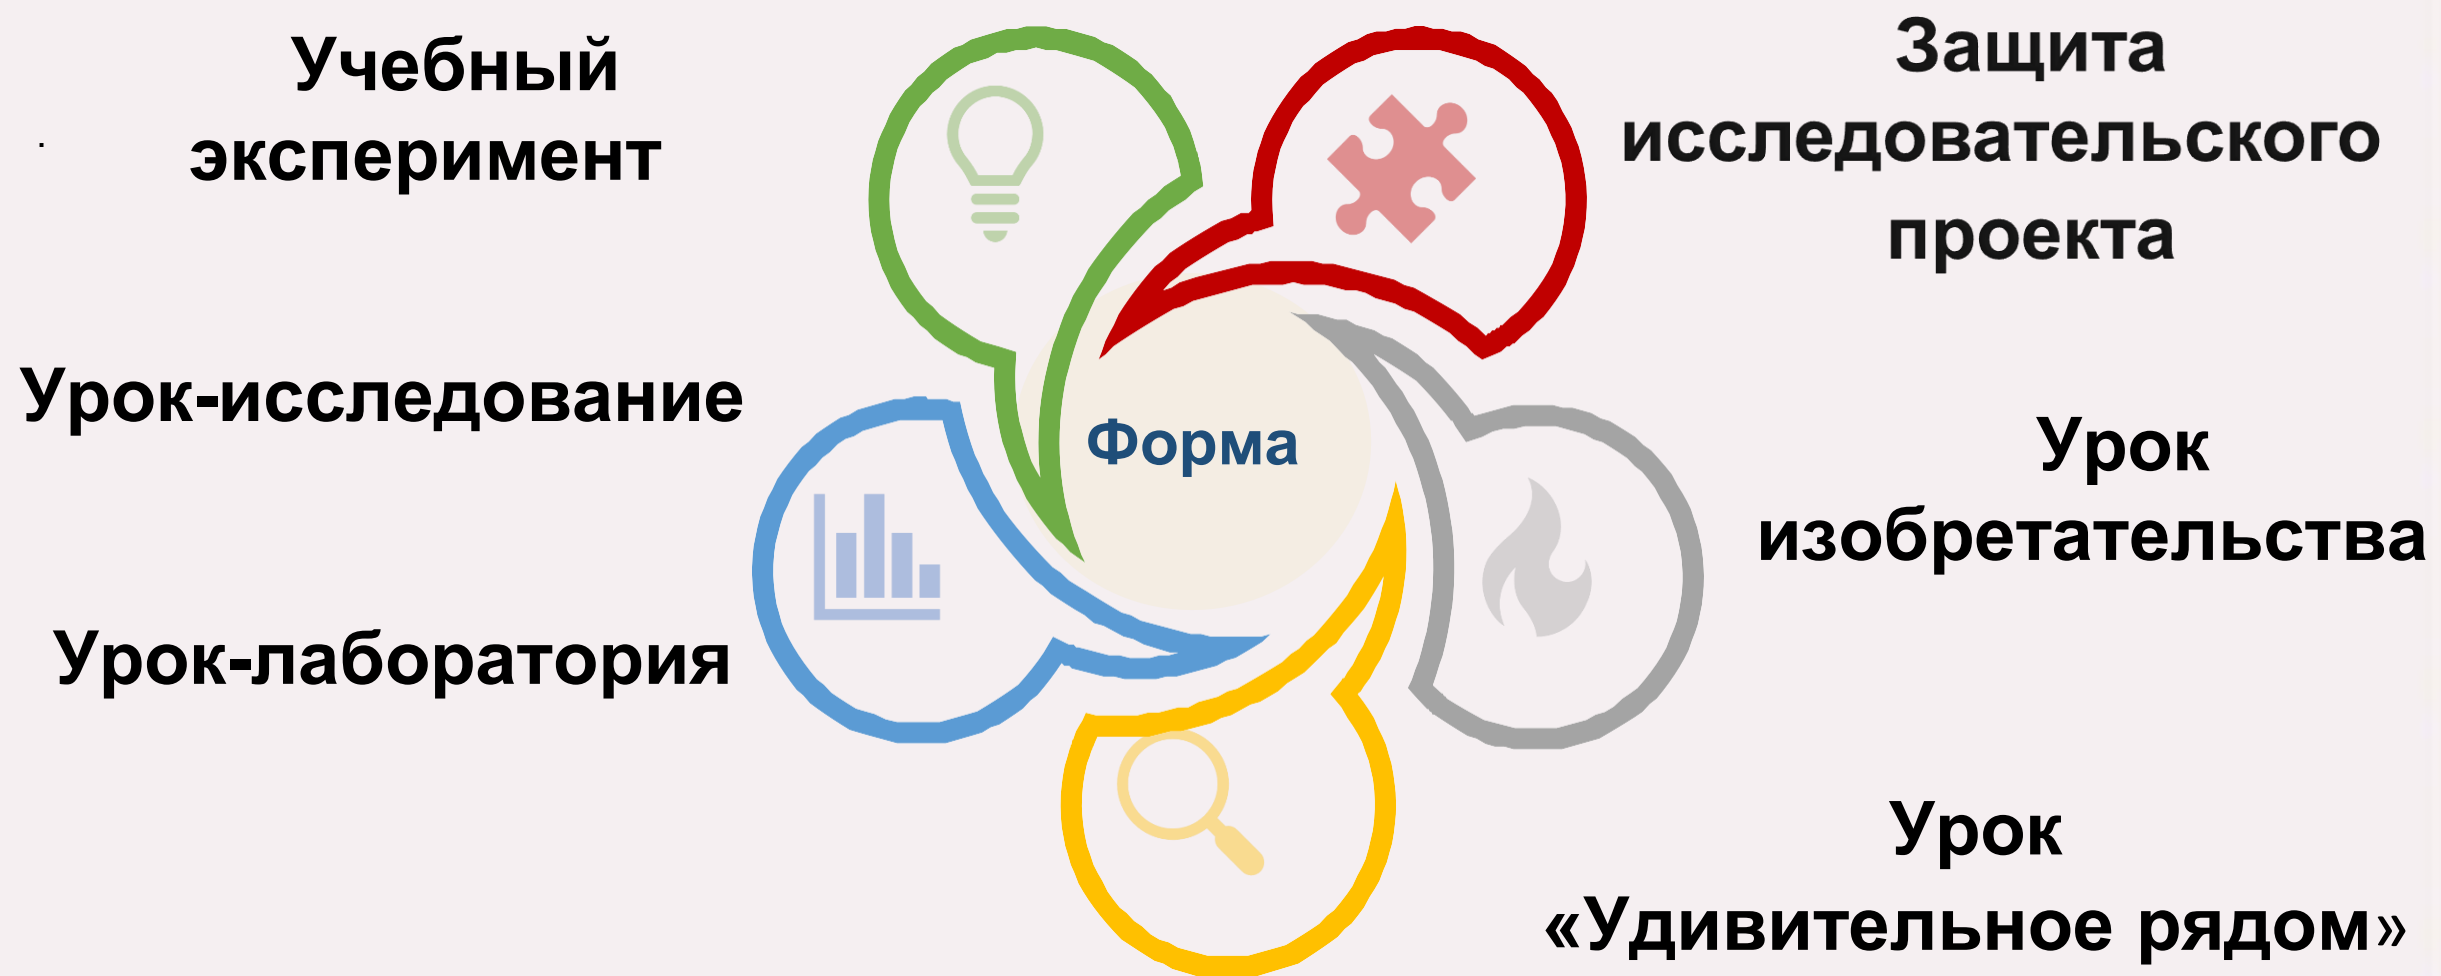 Учебный
эксперимент
.
Урок-исследование
Урок-лаборатория
Форма
Защита
исследовательского
проекта
Урок
изобретательства
Урок
«Удивительное рядом»